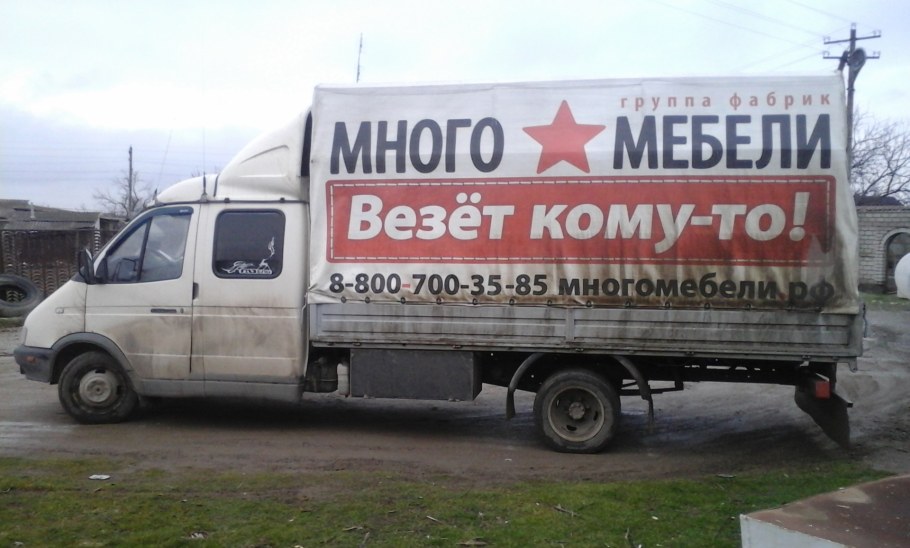 группа фабрик
МНОГО МЕБЕЛИ
Везёт кому-то!
8-800-700-35-85 многомебели.рф